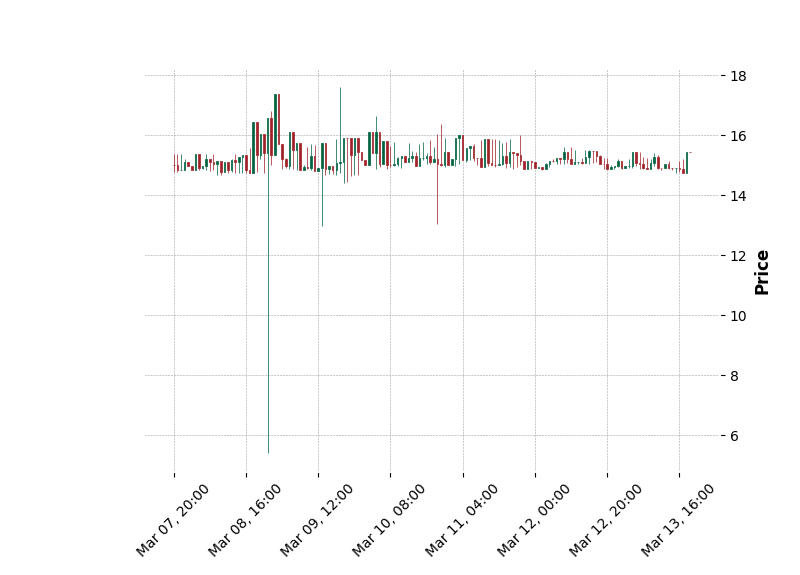 18
16
14
12
10
8
6
Price
Mar 07, 20:00
Mar 08, 16:00
Mar 09, 12:00
Mar 10, 08:00
Mar 11, 04:00
Mar 12, 00:00
Mar 12, 20:00
Mar 13, 16:00